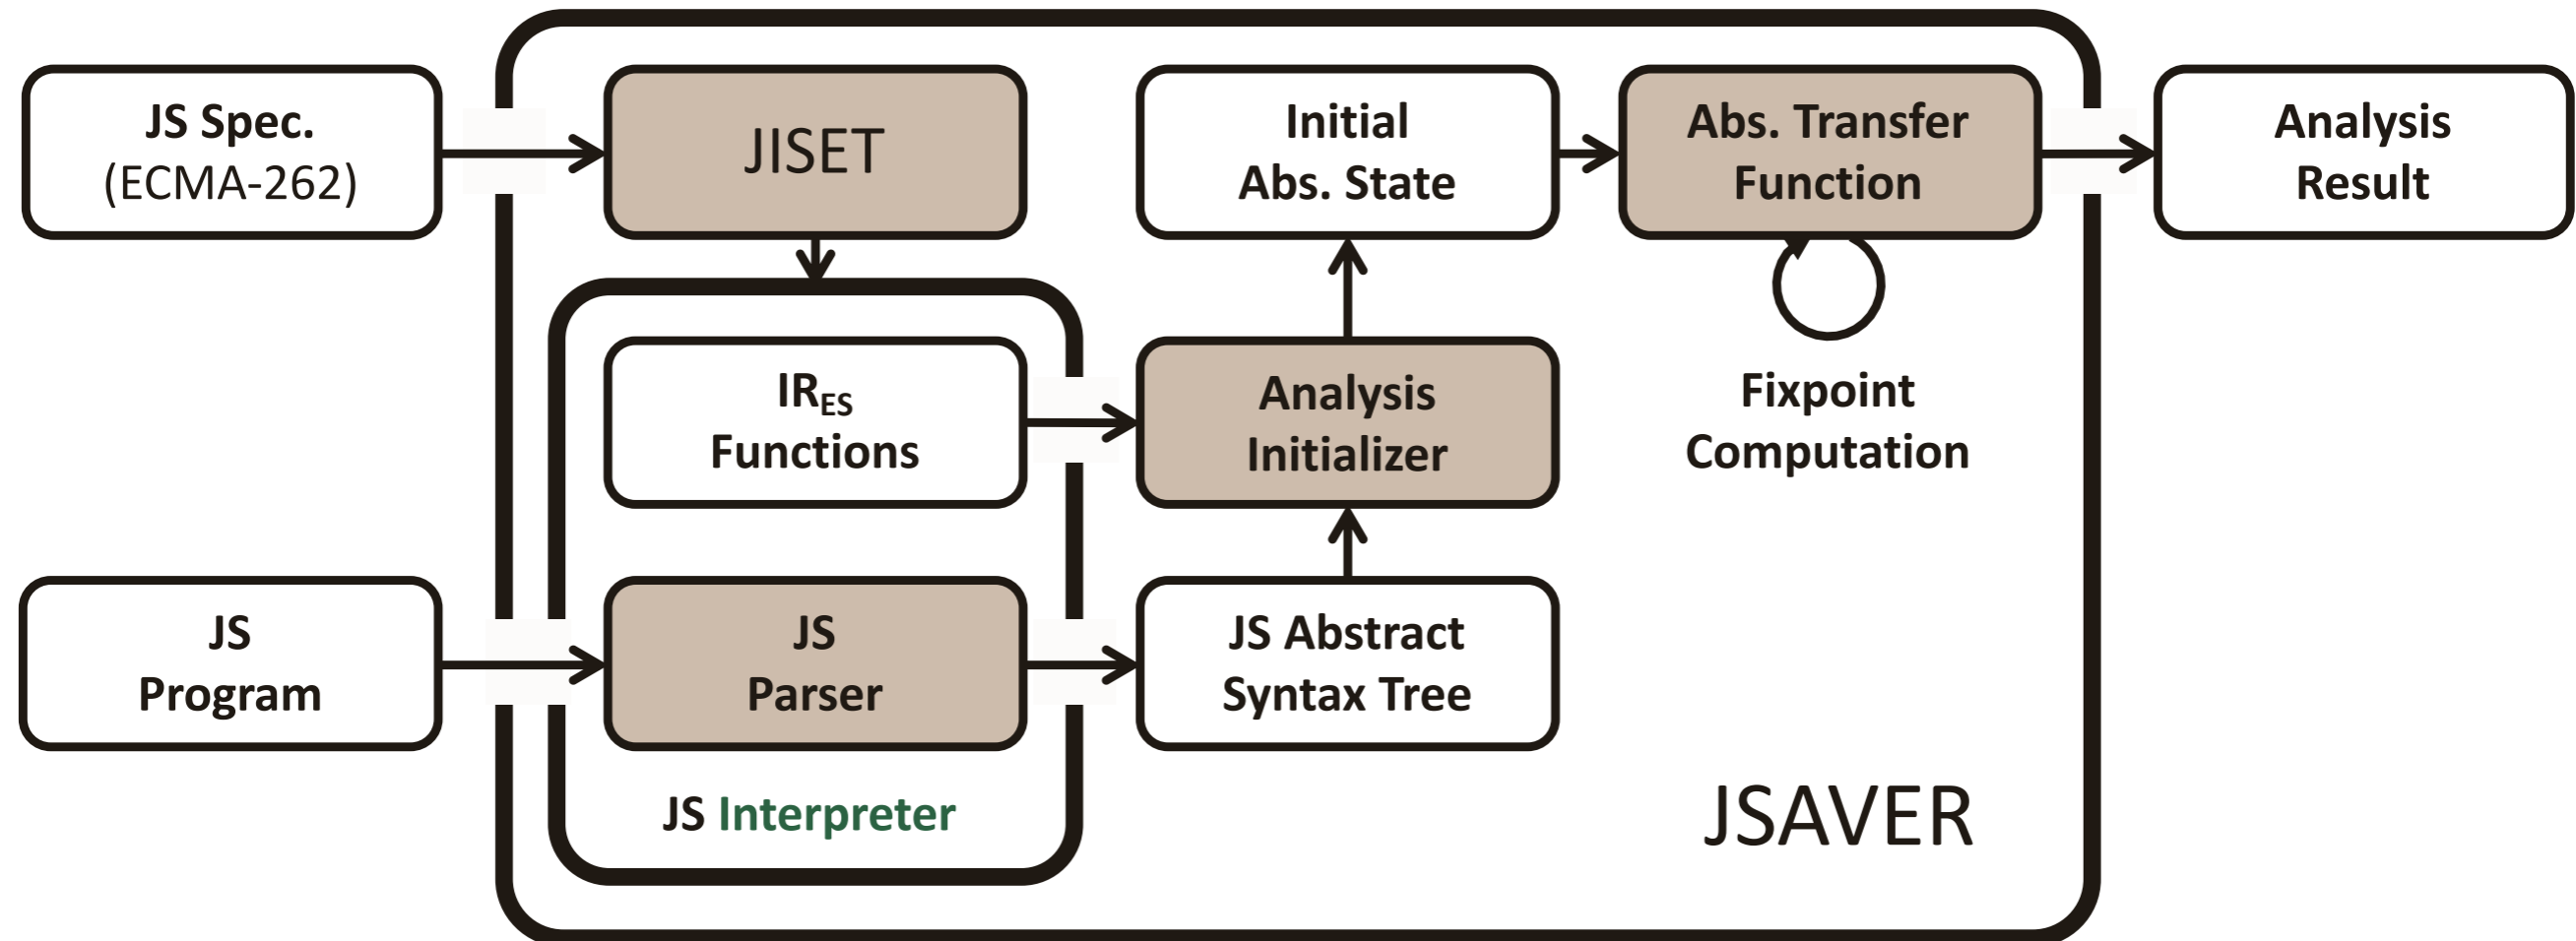 JS Spec.
(ECMA-262)
JISET
Initial
Abs. State
Abs. Transfer
Function
Analysis
Result
IRES
Functions
Analysis
Initializer
Fixpoint
Computation
JS
Program
JS
Parser
JS Abstract
Syntax Tree
JS Interpreter
JSAVER